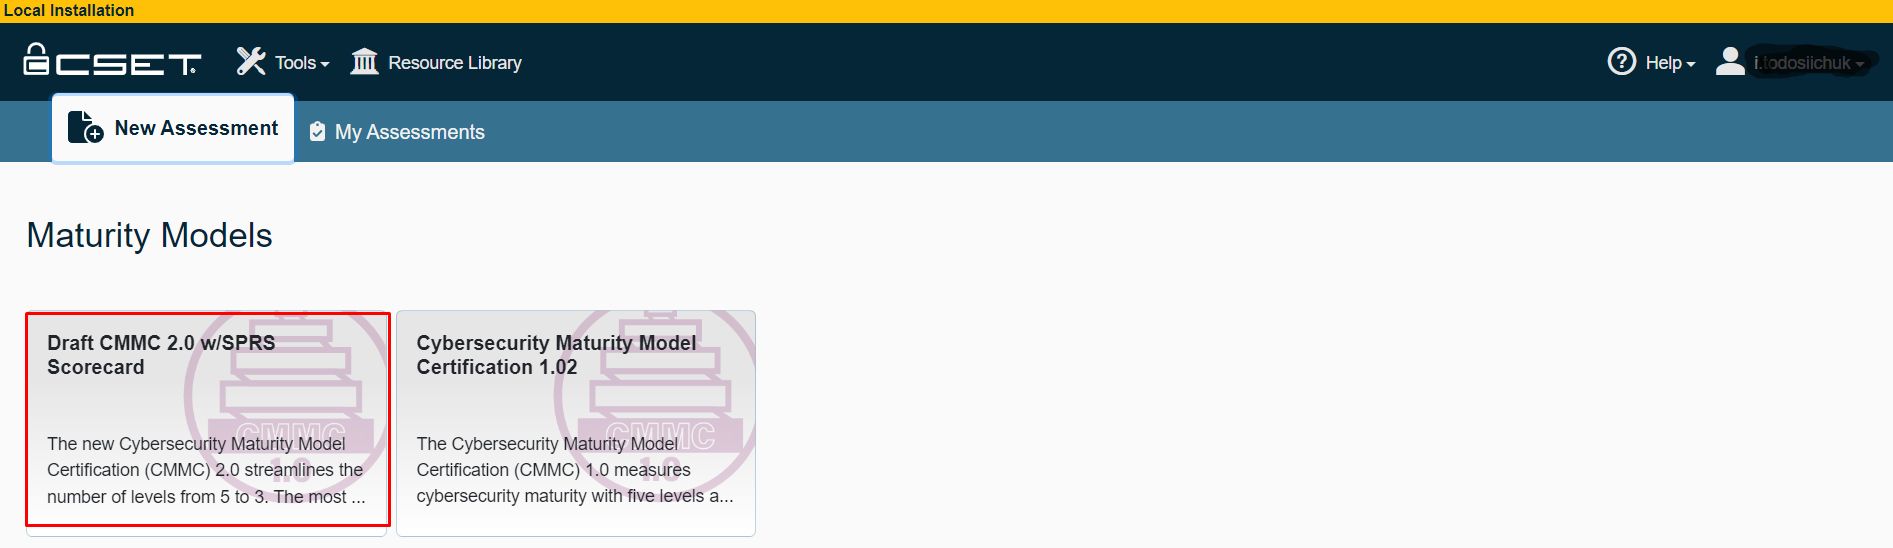 Local Installation
CSET
Tools
Resource Library
Help
i.todosiichuk
New Assessment
My Assessments
Maturity Models
Draft CMMC 2.0 w/SPRS
Scorecard
CMMC
1.0
The new Cybersecurity Maturity Model
Certification (CMMC) 2.0 streamlines the
number of levels from 5 to 3. The most ...
Cybersecurity Maturity Model
Certification 1.02
CMMC
1.0
The Cybersecurity Maturity Model
Certification (CMMC) 1.0 measures
cybersecurity maturity with five levels a...